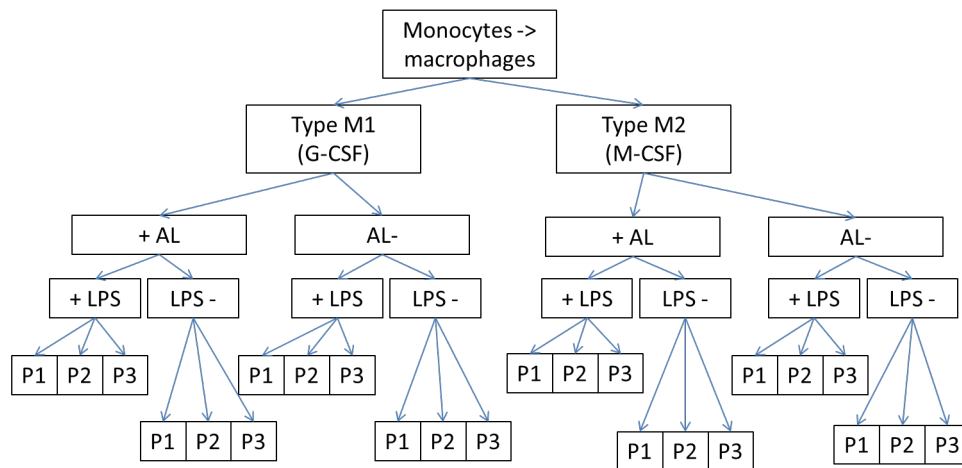 Monocytes ->
macrophages
Type M1
(G-CSF)
Type M2
(M-CSF)
+ AL
AL-
+ AL
AL-
+ LPS
LPS -
+ LPS
LPS -
+ LPS
LPS -
+ LPS
LPS -
P1 P2 P3
P1 P2 P3
P1 P2 P3
P1 P2 P3
P1 P2 P3
P1 P2 P3
P1 P2 P3
P1 P2 P3